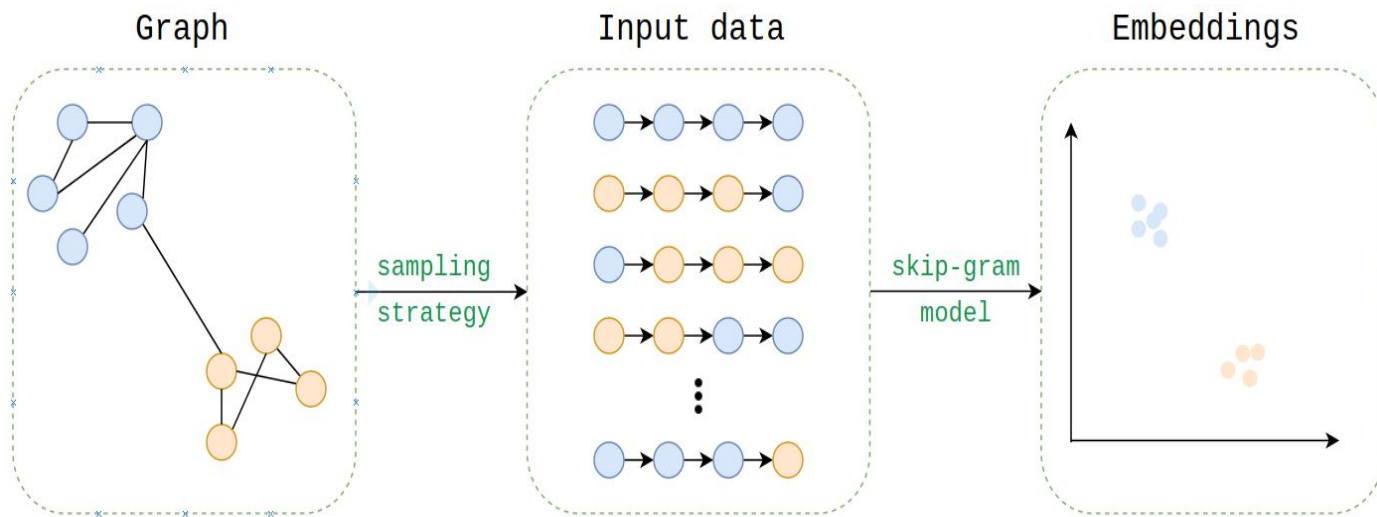 Graph
Input data
Embeddings
sampling
strategy
skip-gram
model